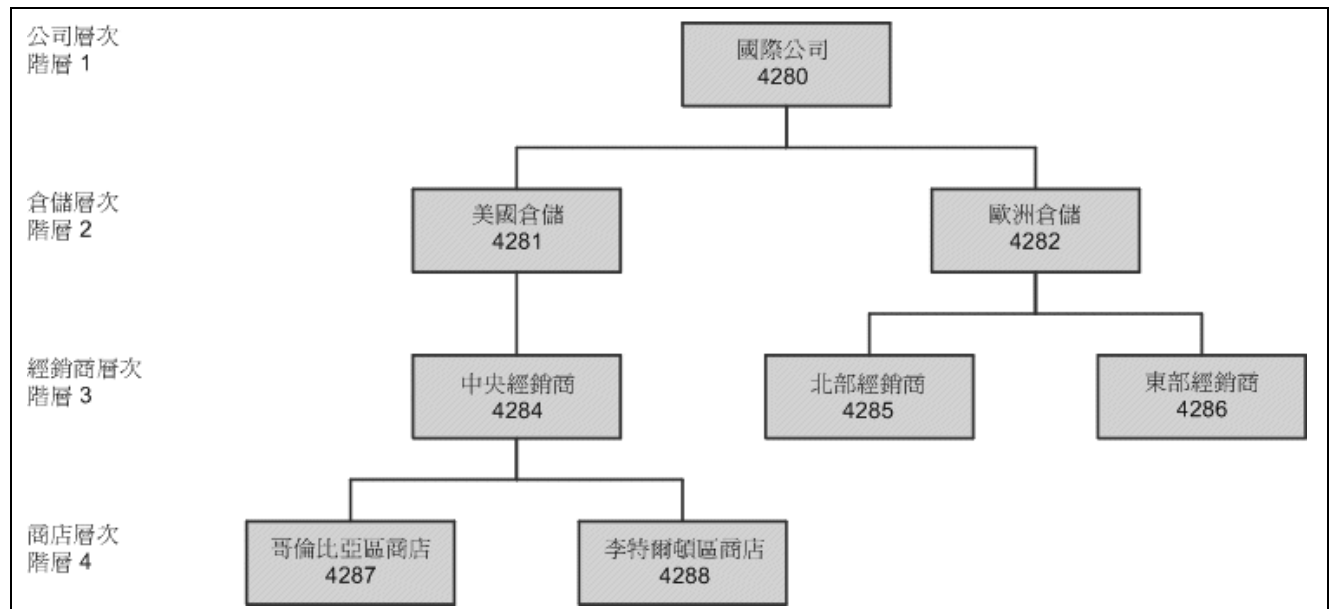 公司層次
階層 1
國際公司
4280
倉儲層次
階層 2
美國倉儲
4281
歐洲倉儲
4282
經銷商層次
階層 3
中央經銷商
4284
北部經銷商
4285
東部經銷商
4286
商店層次
階層 4
哥倫比亞區商店
4287
李特爾頓區商店
4288